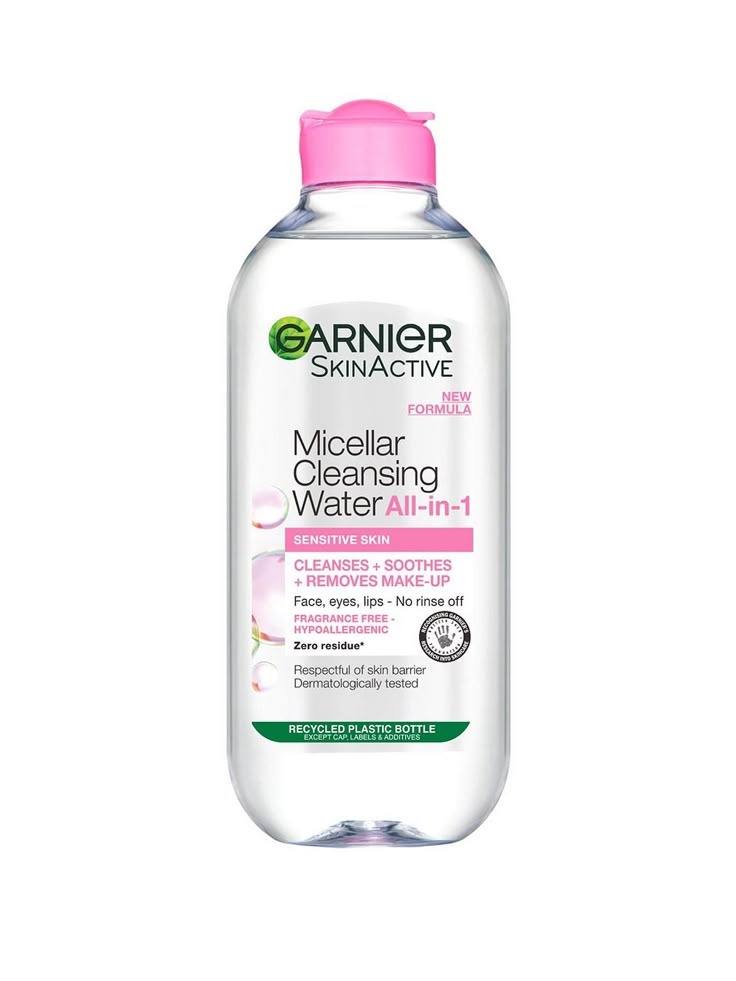 GARNIER
SKINACTIVE
NEW
FORMULA
Micellar
Cleansing
Water All-in-1
SENSITIVE SKIN
CLEANSES + SOOTHES
+ REMOVES MAKE-UP
Face, eyes, lips - No rinse off
FRAGRANCE FREE -
HYPOALLERGENIC
Zero residue*
Respectful of skin barrier
Dermatologically tested
RECYCLED PLASTIC BOTTLE
EXCEPT CAP, LABELS & ADDITIVES